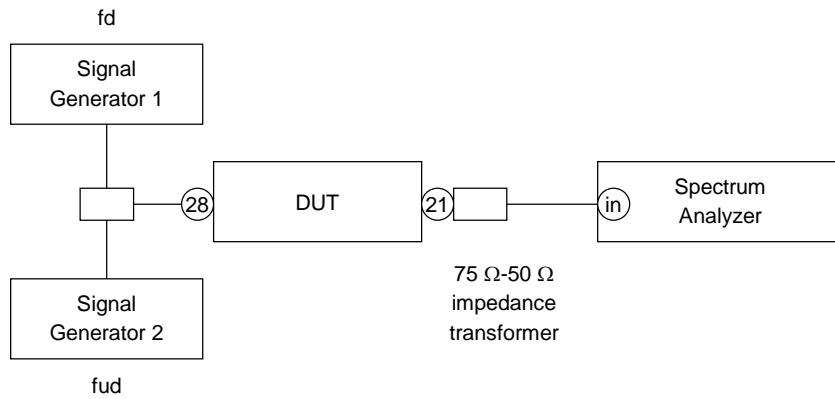 fd
Signal
Generator 1
28
DUT
21
in
Spectrum
Analyzer
75 Ω-50 Ω
impedance
transformer
Signal
Generator 2
fud